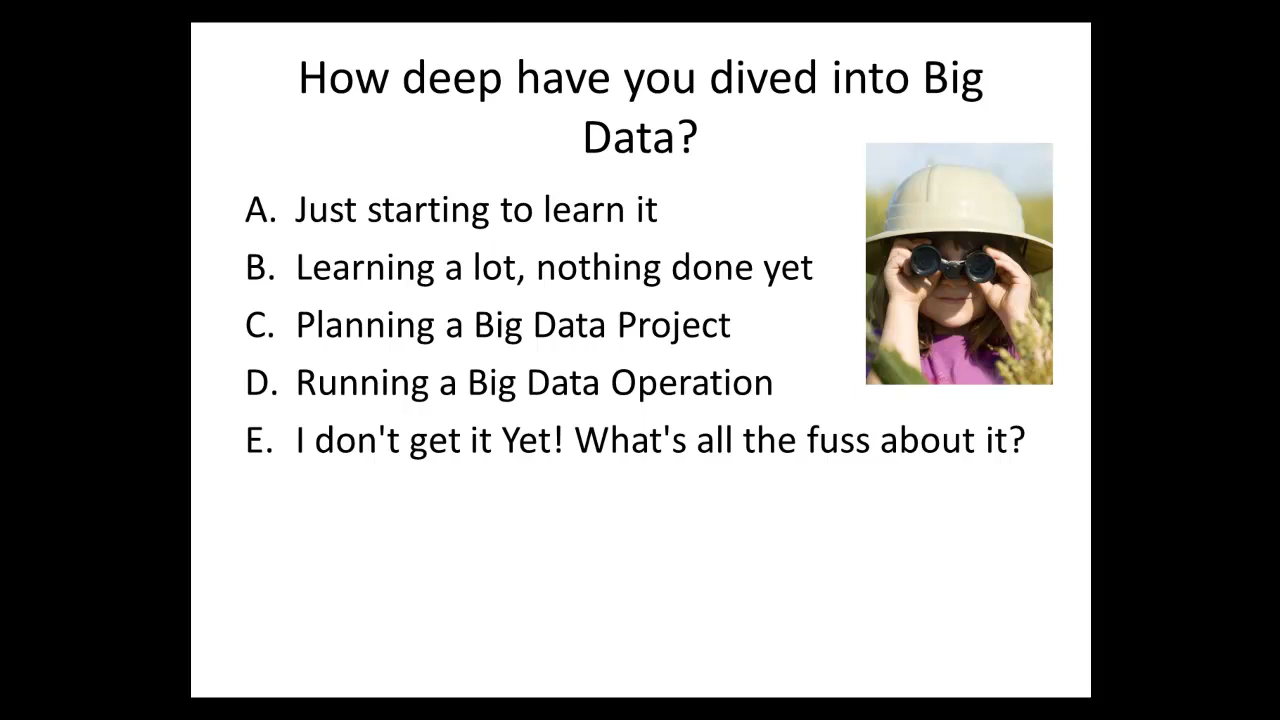 How deep have you dived into Big
Data?
A. Just starting to learn it
B. Learning a lot, nothing done yet
C. Planning a Big Data Project
D. Running a Big Data Operation
E. I don't get it Yet! What's all the fuss about it?